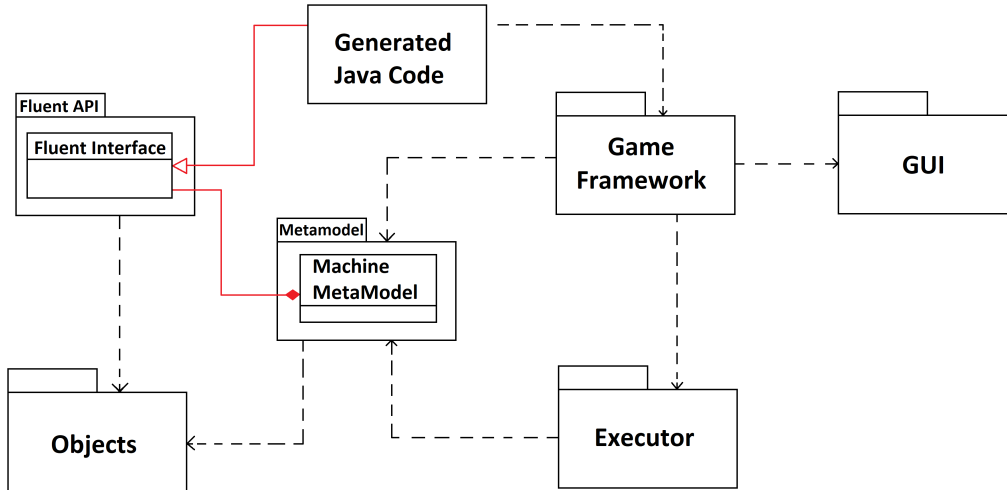 Generated
Java Code
Fluent API
Fluent Interface
Game
Framework
GUI
Metamodel
Machine
MetaModel
Objects
Executor